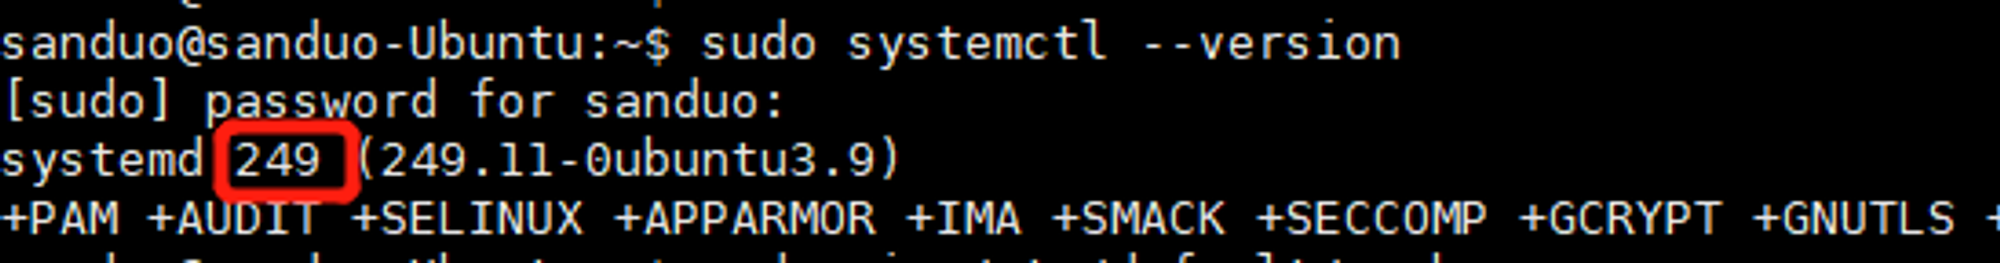 sanduo@sanduo-Ubuntu:~$ sudo systemctl --version
[sudo] password for sanduo:
systemd 249 (249.11-0ubuntu3.9)
+PAM +AUDIT +SELINUX +APPARMOR +IMA +SMACK +SECCOMP +GCRYPT +GNUTLS +